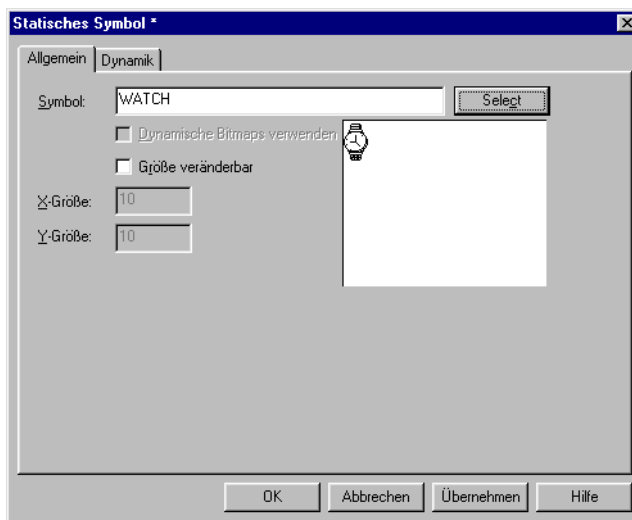 Statisches Symbol *
Allgemein Dynamik
Symbol: WATCH Select
Dynamische Bitmaps verwenden
Größe veränderbar
X-Größe: 10
Y-Größe: 10
OK Abbrechen Übernehmen Hilfe